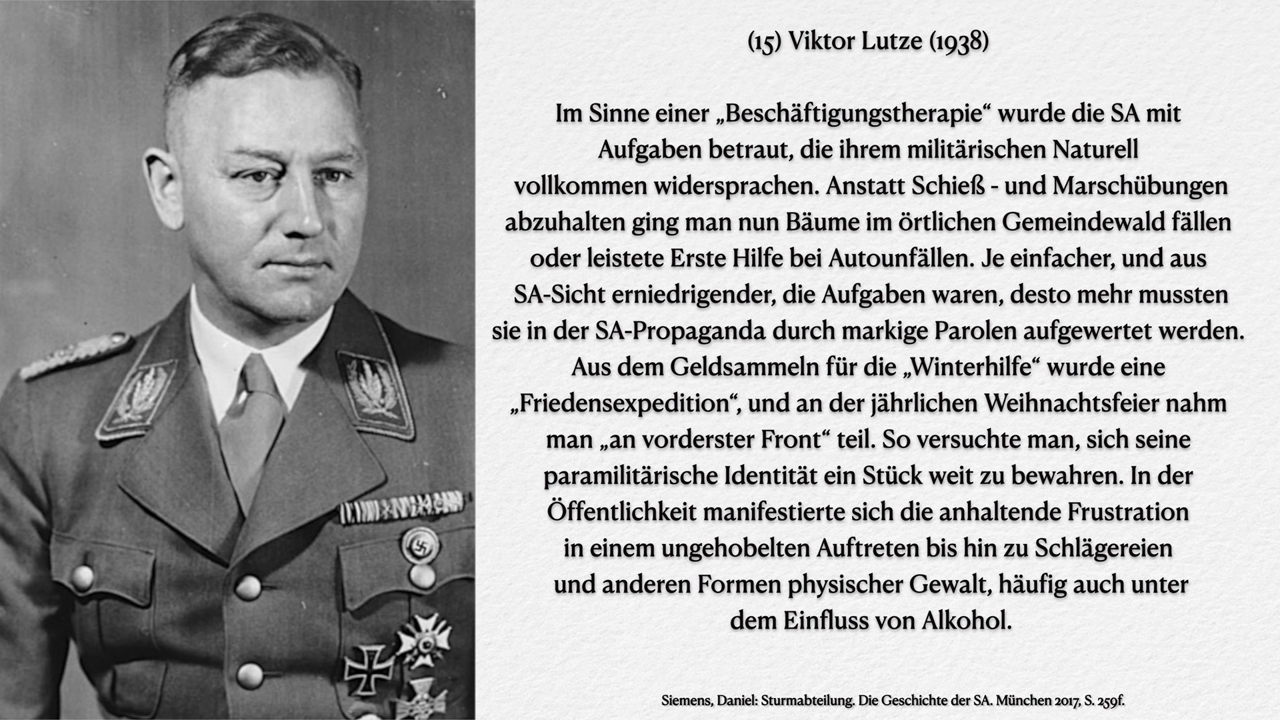 (15) Viktor Lutze (1938)
Im Sinne einer „Beschäftigungstherapie“ wurde die SA mit
Aufgaben betraut, die ihrem militärischen Naturell
vollkommen widersprachen. Anstatt Schieß - und Marschübungen
abzuhalten ging man nun Bäume im örtlichen Gemeindewald fällen
oder leistete Erste Hilfe bei Autounfällen. Je einfacher, und aus
SA-Sicht erniedrigender, die Aufgaben waren, desto mehr mussten
sie in der SA-Propaganda durch markige Parolen aufgewertet werden.
Aus dem Geldsammeln für die „Winterhilfe“ wurde eine
„Friedensexpedition“, und an der jährlichen Weihnachtsfeier nahm
man „an vorderster Front“ teil. So versuchte man, sich seine
paramilitärische Identität ein Stück weit zu bewahren. In der
Öffentlichkeit manifestierte sich die anhaltende Frustration
in einem ungehobelten Auftreten bis hin zu Schlägereien
und anderen Formen physischer Gewalt, häufig auch unter
dem Einfluss von Alkohol.
Siemens, Daniel: Sturmabteilung. Die Geschichte der SA. München 2017, S. 259f.